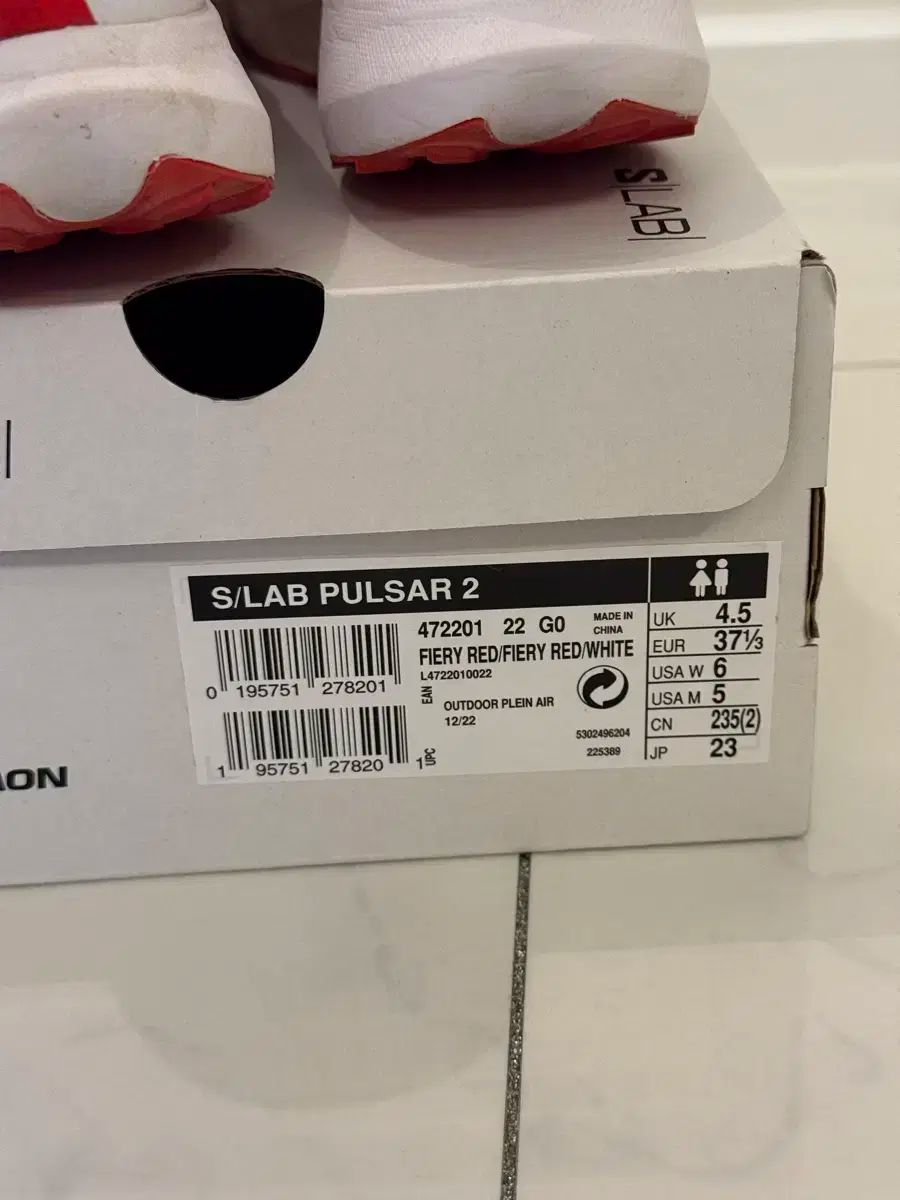 S|LAB|
S/LAB PULSAR 2
472201 22 G0
MADE IN
CHINA
FIERY RED/FIERY RED/WHITE
L4722010022
EAN
0 195751 278201
OUTDOOR PLEIN AIR
12/22
5302496204
225389
1 95751 27820 1
UPC
UK 4.5
EUR 37⅓
USA W 6
USA M 5
CN 235(2)
JP 23